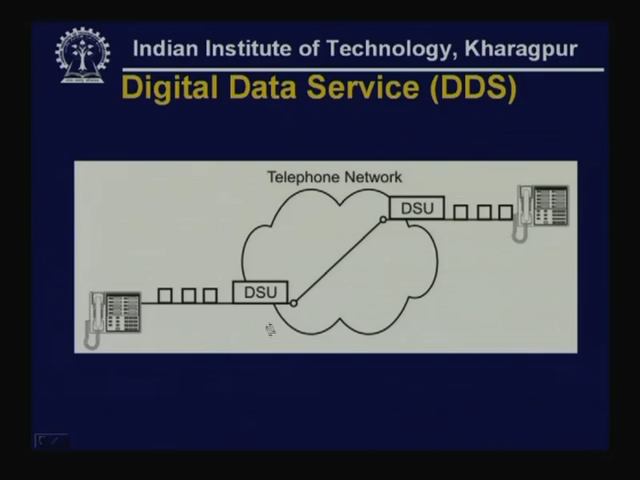 Indian Institute of Technology, Kharagpur
Digital Data Service (DDS)
Telephone Network
DSU
DSU